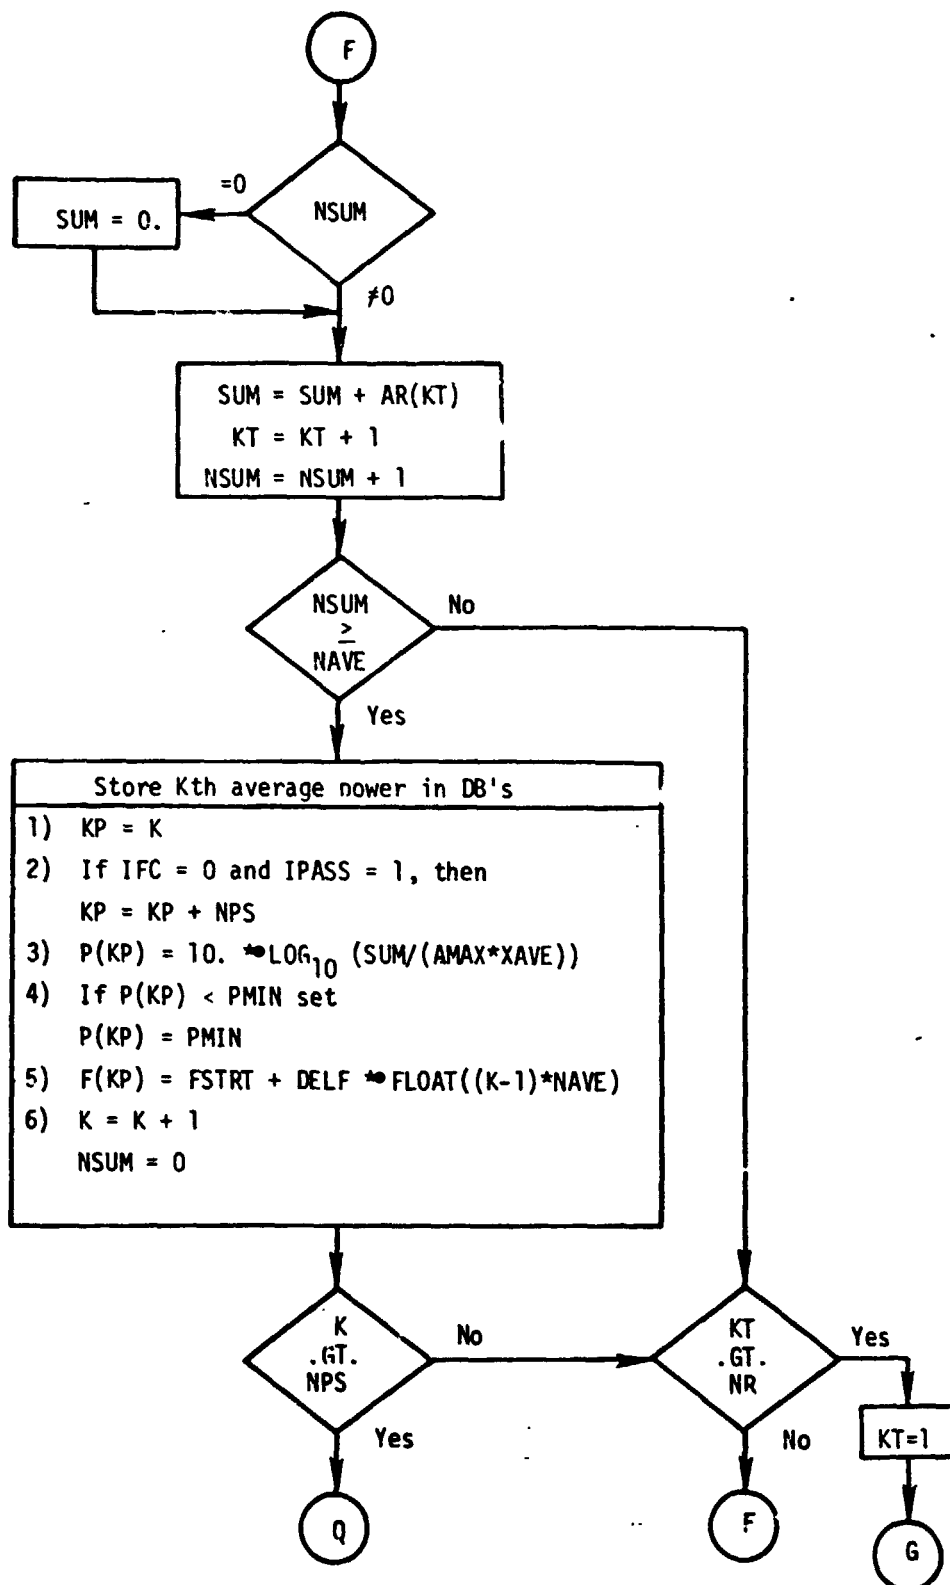 F
=0
NSUM
SUM = 0.
≠0
SUM = SUM + AR(KT)
KT = KT + 1
NSUM = NSUM + 1
NSUM
≥
NAVE
No
Yes
Store Kth average power in DB's
1) KP = K
2) If IFC = 0 and IPASS = 1, then
KP = KP + NPS
3) P(KP) = 10. *LOG10 (SUM/(AMAX*XAVE))
4) If P(KP) < PMIN set
P(KP) = PMIN
5) F(KP) = FSTRT + DELF * FLOAT((K-1)*NAVE)
6) K = K + 1
NSUM = 0
K
.GT.
NPS
No
KT
.GT.
NR
Yes
Yes
No
KT=1
Q
F
G